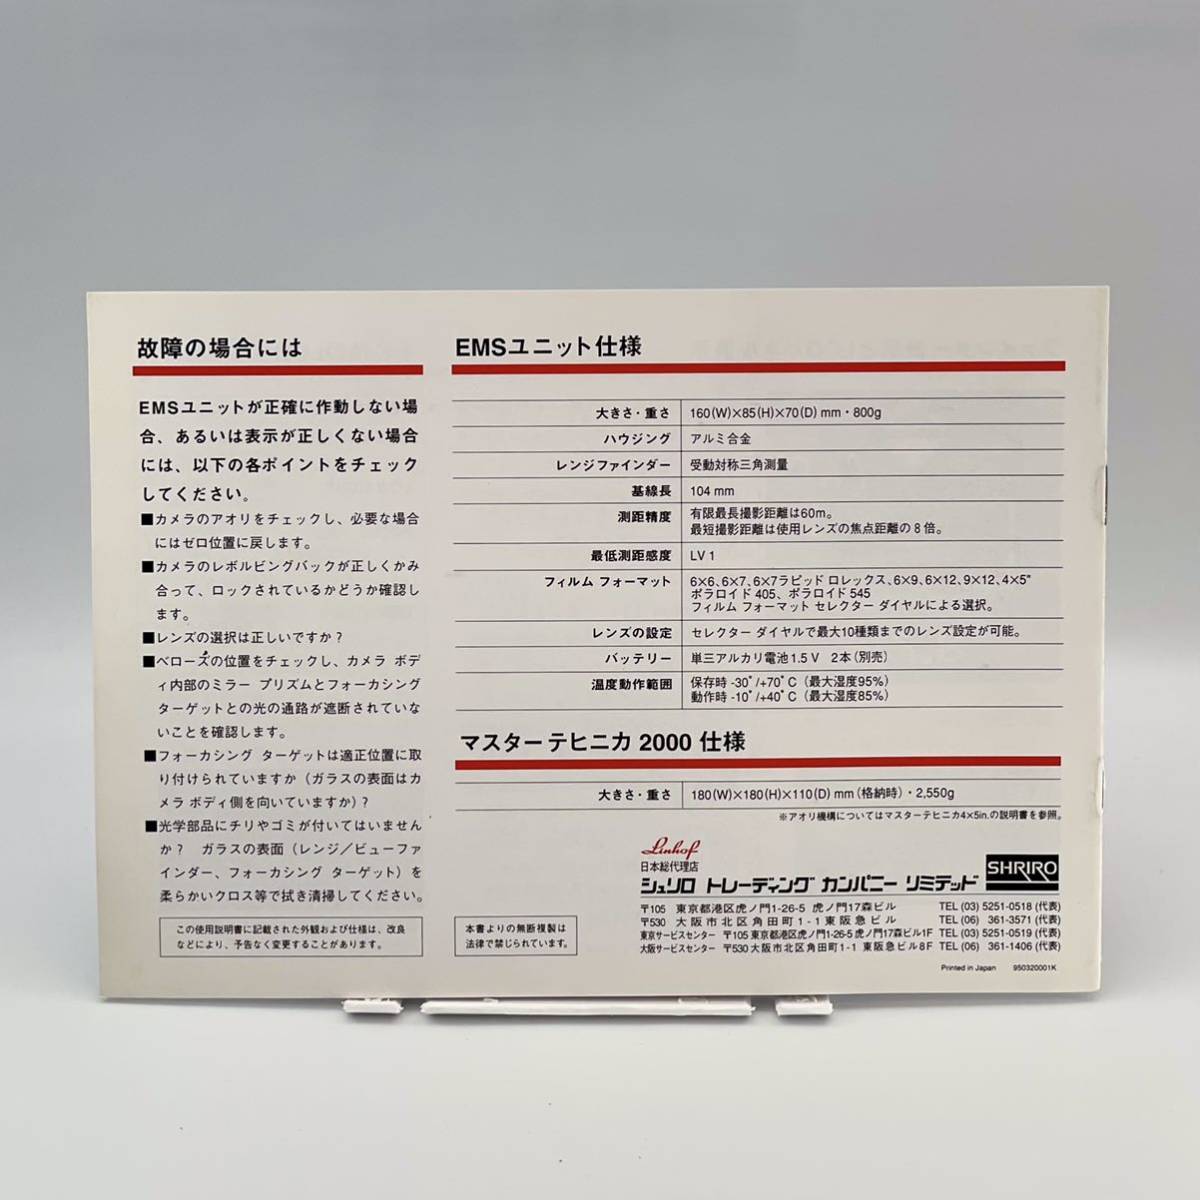 故障の場合には
EMSユニットが正確に作動しない場
合、あるいは表示が正しくない場合
には、以下の各ポイントをチェック
してください。
■カメラのアオリをチェックし、必要な場合
にはゼロ位置に戻します。
■カメラのレボルビングバックが正しくかみ
合って、ロックされているかどうか確認し
ます。
■レンズの選択は正しいですか？
■ベローズの位置をチェックし、カメラ ボデ
ィ内部のミラー プリズムとフォーカシング
ターゲットとの光の通路が遮断されていな
いことを確認します。
■フォーカシング ターゲットは適正位置に取
り付けられていますか（ガラスの表面はカ
メラ ボディ側を向いていますか）？
■光学部品にチリやゴミが付いてはいません
か？ ガラスの表面（レンジ／ビューファ
インダー、フォーカシング ターゲット）を
柔らかいクロス等で拭き清掃してください。
この使用説明書に記載された外観および仕様は、改良
などにより、予告なく変更することがあります。
EMSユニット仕様
大きさ・重さ 160(W)×85(H)×70(D) mm・800g
ハウジング アルミ合金
レンジファインダー 受動対称三角測量
基線長 104 mm
測距精度 有限最長撮影距離は60m。
最短撮影距離は使用レンズの焦点距離の8倍。
最低測距感度 LV 1
フィルム フォーマット 6×6、6×7、6×7ラピッド ロレックス、6×9、6×12、9×12、4×5"
ポラロイド 405、ポラロイド 545
フィルム フォーマット セレクター ダイヤルによる選択。
レンズの設定 セレクター ダイヤルで最大10種類までのレンズ設定が可能。
バッテリー 単三アルカリ電池1.5 V 2本（別売）
温度動作範囲 保存時 -30°/+70° C（最大湿度95%）
動作時 -10°/+40° C（最大湿度85%）
マスターテヒニカ 2000 仕様
大きさ・重さ 180(W)×180(H)×110(D) mm（格納時）・2,550g
※アオリ機構についてはマスターテヒニカ4×5in.の説明書を参照。
Linhof
日本総代理店
シュリロ トレーディング カンパニー リミテッド SHRIRO
〒105 東京都港区虎ノ門1-26-5 虎ノ門17森ビル TEL (03) 5251-0518 (代表)
〒530 大阪市北区角田町1-1 東阪急ビル TEL (06) 361-3571 (代表)
東京サービスセンター 〒105 東京都港区虎ノ門1-26-5 虎ノ門17森ビル1F TEL (03) 5251-0519 (代表)
大阪サービスセンター 〒530 大阪市北区角田町1-1 東阪急ビル8F TEL (06) 361-1406 (代表)
本書よりの無断複製は
法律で禁じられています。
Printed in Japan 950320001K